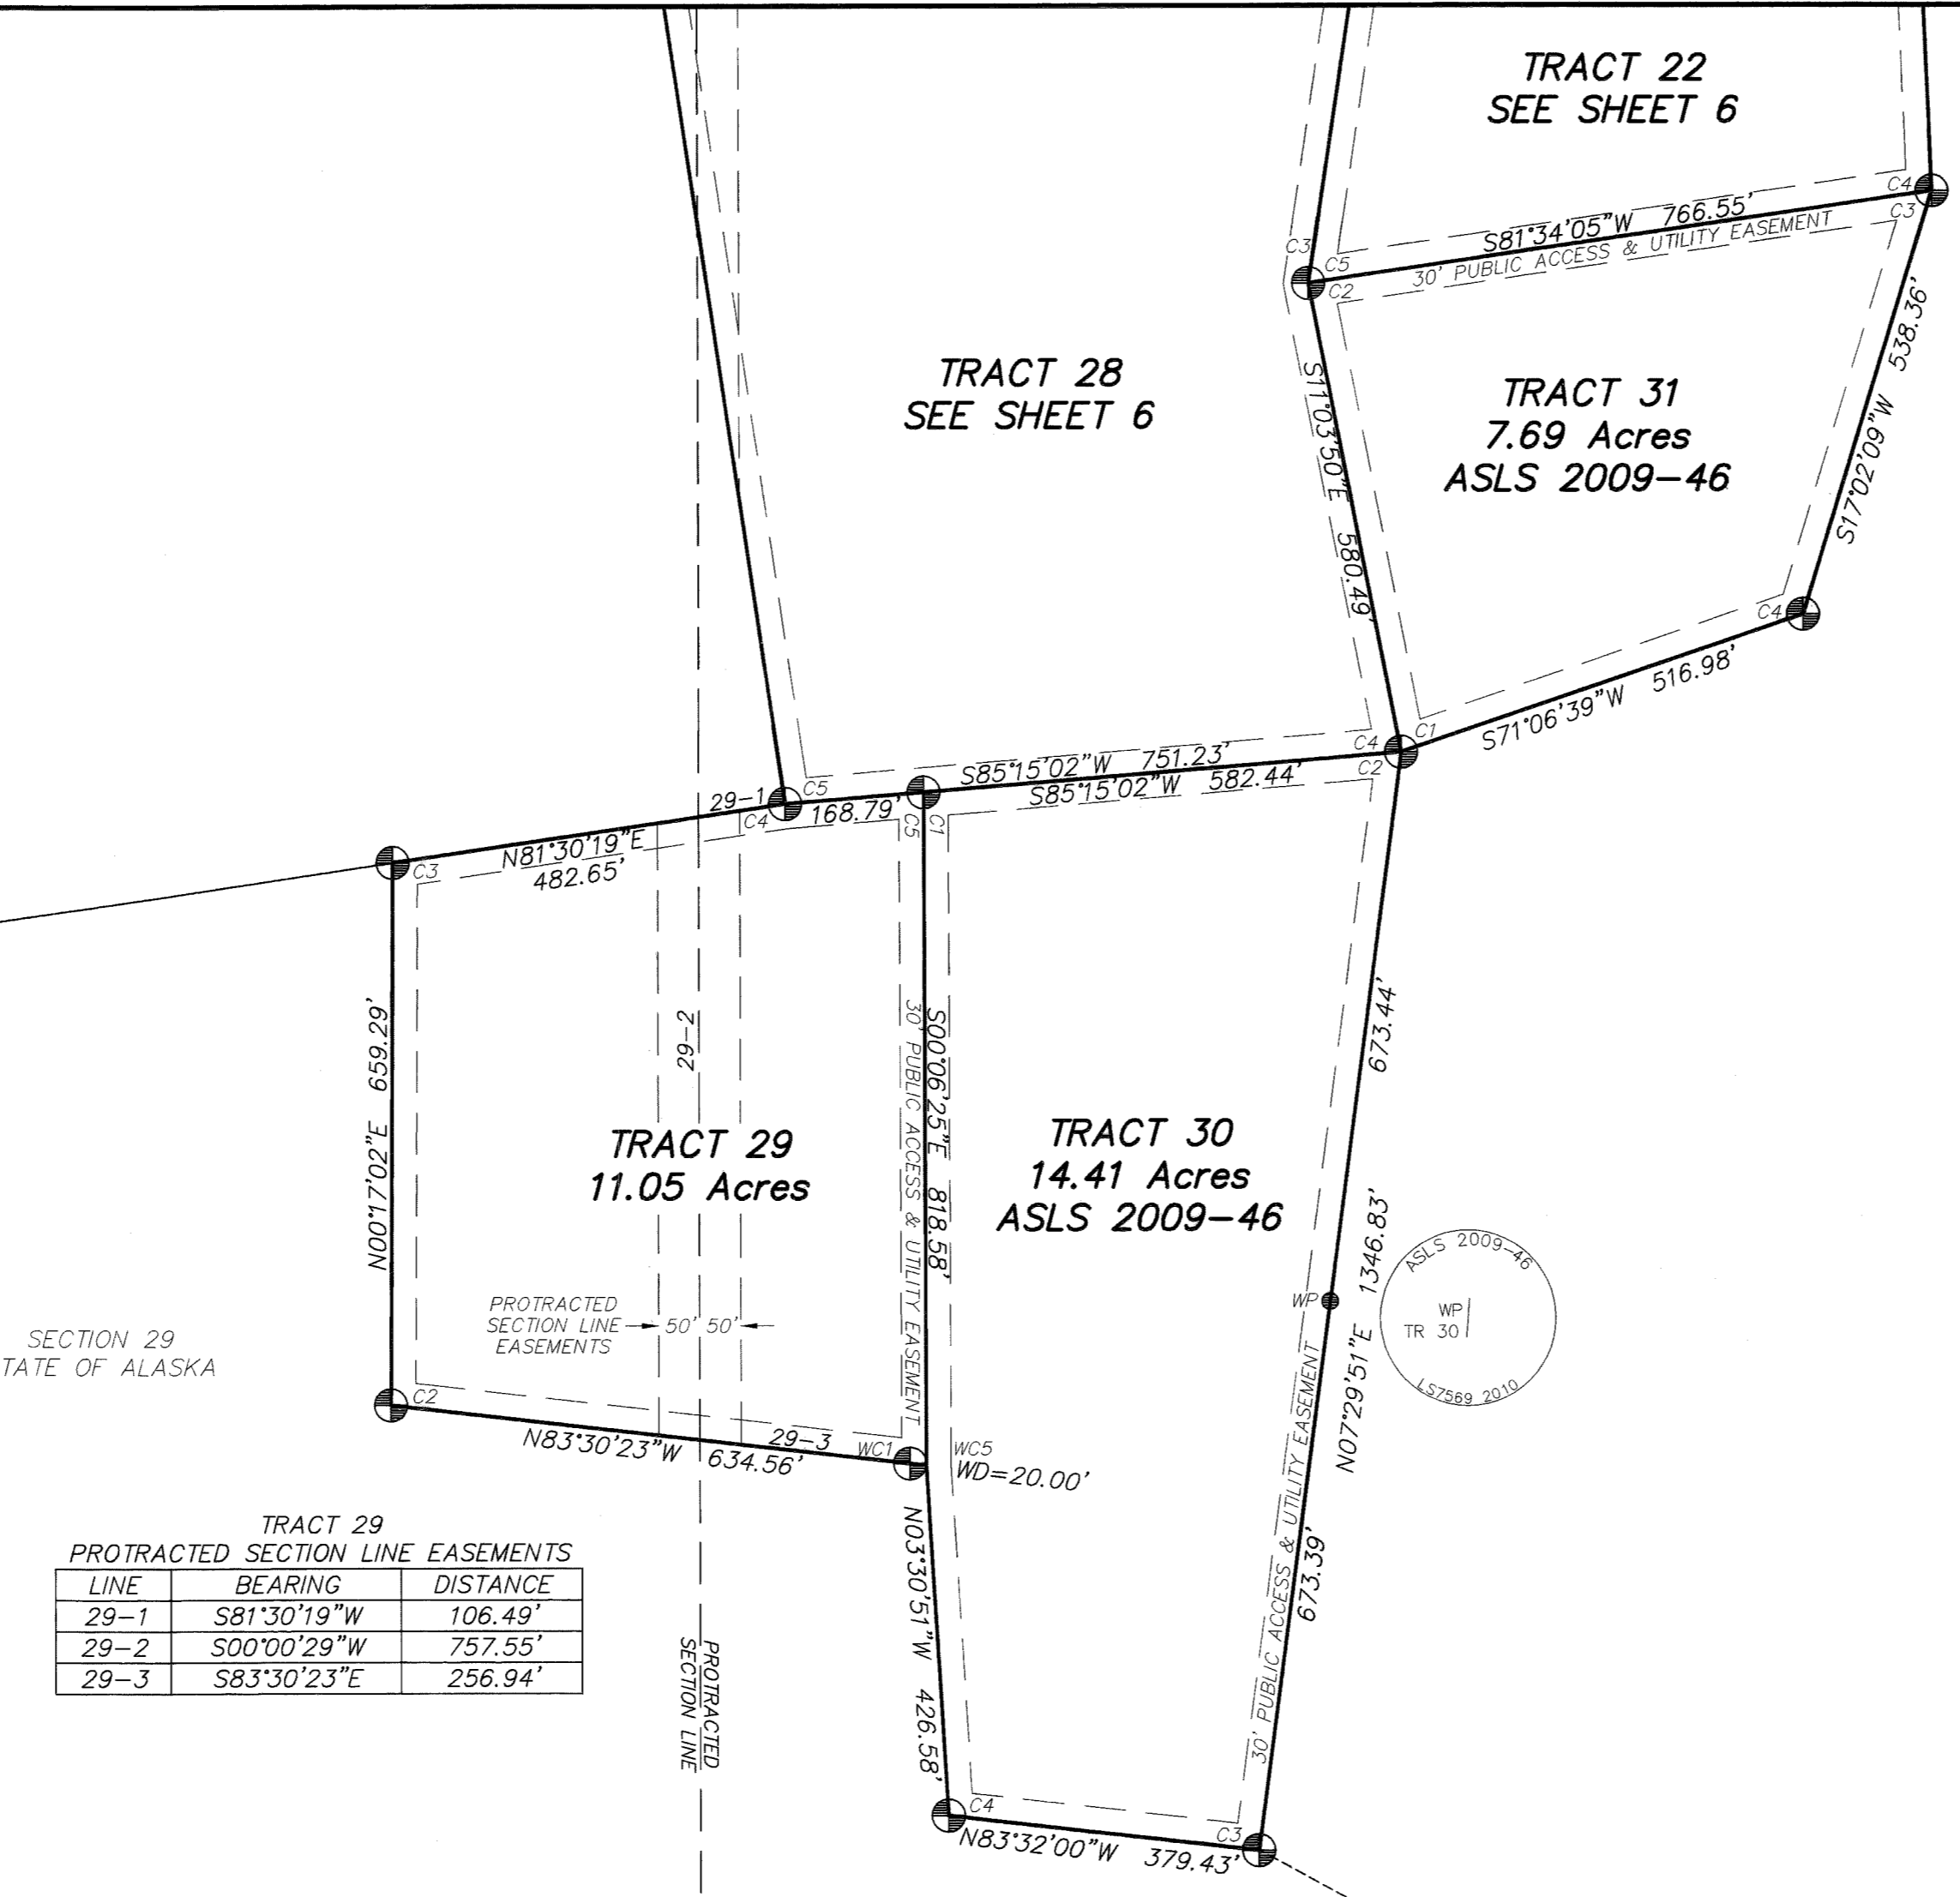 TRACT 22
SEE SHEET 6
C4
C3
S81°34'05"W 766.55'
30' PUBLIC ACCESS & UTILITY EASEMENT
C3
C5
C2
TRACT 28
SEE SHEET 6
S11°03'50"E 580.49'
TRACT 31
7.69 Acres
ASLS 2009-46
S17°02'09"W 538.36'
C4
S71°06'39"W 516.98'
C1
C4
C2
S85°15'02"W 751.23'
S85°15'02"W 582.44'
C5
29-1
C4
168.79'
C5
C1
N81°30'19"E
482.65'
C3
N00°17'02"E 659.29'
29-2
30' PUBLIC ACCESS & UTILITY EASEMENT
S00°06'25"E 818.58'
673.44'
TRACT 29
11.05 Acres
TRACT 30
14.41 Acres
ASLS 2009-46
N07°29'51"E 1346.83'
WP
ASLS 2009-46
WP
TR 30
LS7569 2010
PROTRACTED
SECTION LINE
EASEMENTS
50' 50'
SECTION 29
TATE OF ALASKA
C2
N83°30'23"W 634.56'
29-3
WC1
WC5
WD=20.00'
30' PUBLIC ACCESS & UTILITY EASEMENT
673.39'
N03°30'51"W 426.58'
C4
C3
N83°32'00"W 379.43'
PROTRACTED
SECTION LINE
TRACT 29
PROTRACTED SECTION LINE EASEMENTS
LINE BEARING DISTANCE
29-1 S81°30'19"W 106.49'
29-2 S00°00'29"W 757.55'
29-3 S83°30'23"E 256.94'